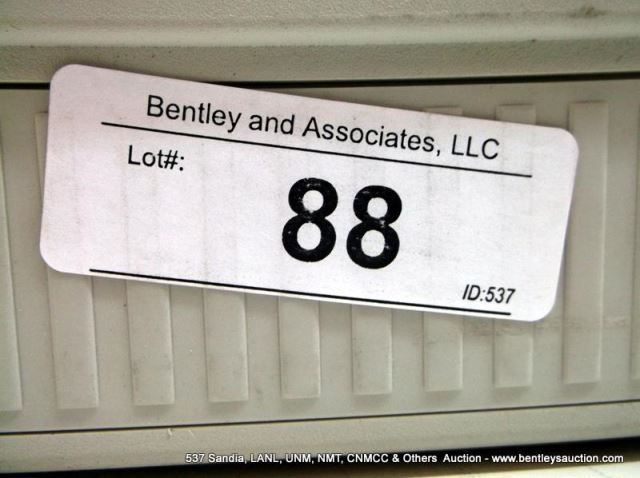 Bentley and Associates, LLC
Lot#:
88
ID:537
537 Sandia, LANL, UNM, NMT, CNMCC & Others Auction - www.bentleysauction.com